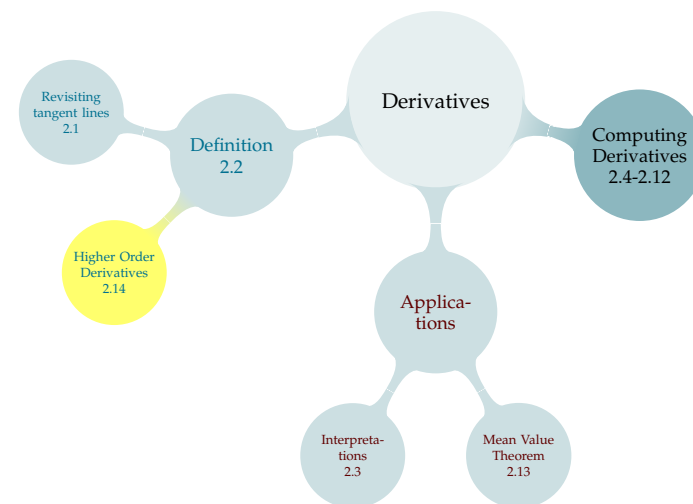 Derivatives
Revisiting
tangent lines
2.1
Definition
2.2
Higher Order
Derivatives
2.14
Computing
Derivatives
2.4-2.12
Applica-
tions
Interpreta-
tions
2.3
Mean Value
Theorem
2.13